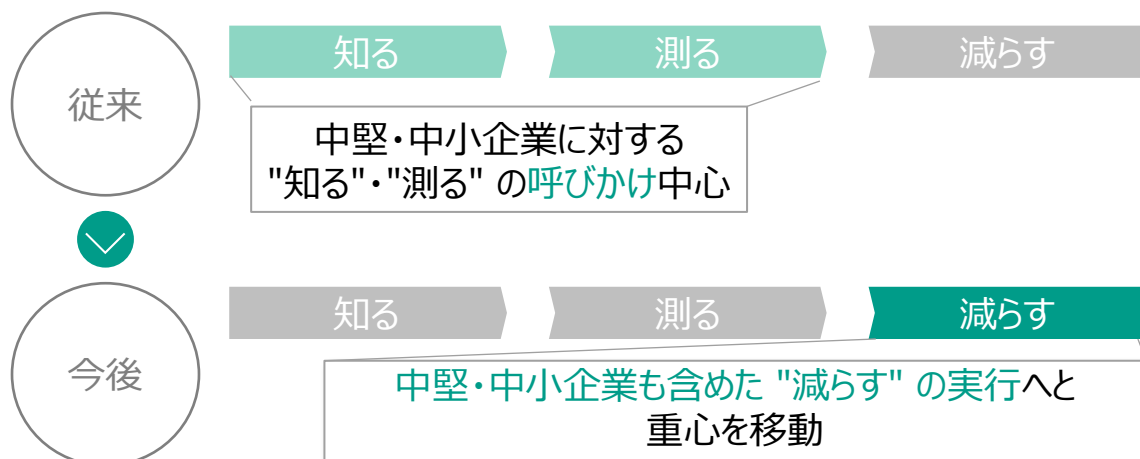 従来
知る
測る
減らす
中堅・中小企業に対する
"知る"・"測る" の呼びかけ中心
今後
知る
測る
減らす
中堅・中小企業も含めた "減らす" の実行へと
重心を移動